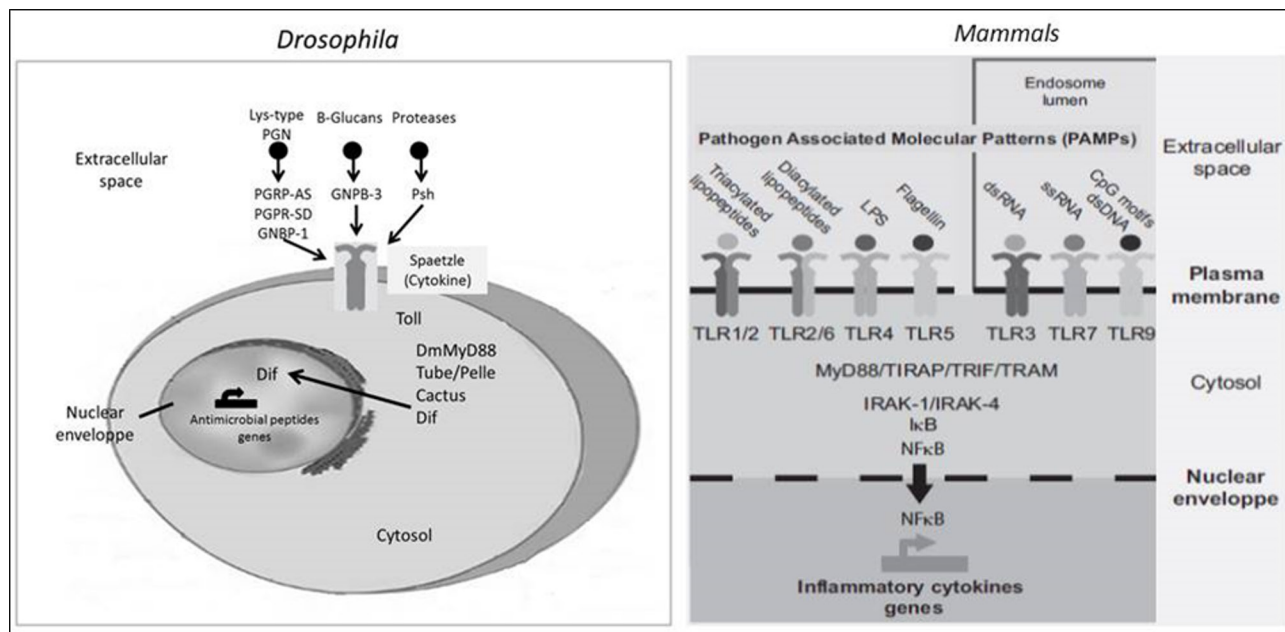 Drosophila
Lys-type
PGN
B-Glucans
Proteases
Extracellular
space
PGRP-AS
PGPR-SD
GNBP-1
GNPB-3
Psh
Spaetzle
(Cytokine)
Toll
DmMyD88
Tube/Pelle
Cactus
Dif
Dif
Antimicrobial peptides
genes
Nuclear
enveloppe
Cytosol
Mammals
Endosome
lumen
Pathogen Associated Molecular Patterns (PAMPs)
Extracellular
space
Triacylated
lipopeptides
Diacylated
lipopeptides
LPS
Flagellin
dsRNA
ssRNA
CpG motifs
dsDNA
Plasma
membrane
TLR1/2
TLR2/6
TLR4
TLR5
TLR3
TLR7
TLR9
MyD88/TIRAP/TRIF/TRAM
Cytosol
IRAK-1/IRAK-4
IκB
NFκB
Nuclear
enveloppe
NFκB
Inflammatory cytokines
genes